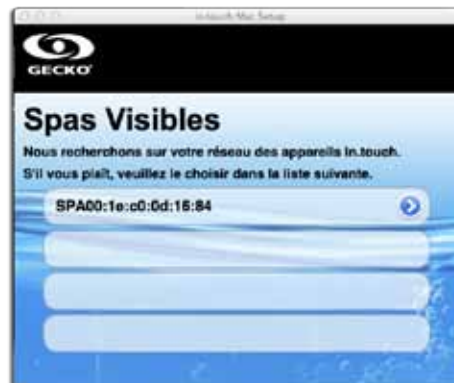 in.touch Mac Setup
GECKO
Spas Visibles
Nous recherchons sur votre réseau des appareils in.touch.
S'il vous plaît, veuillez le choisir dans la liste suivante.
SPA00:1e:c0:0d:16:84